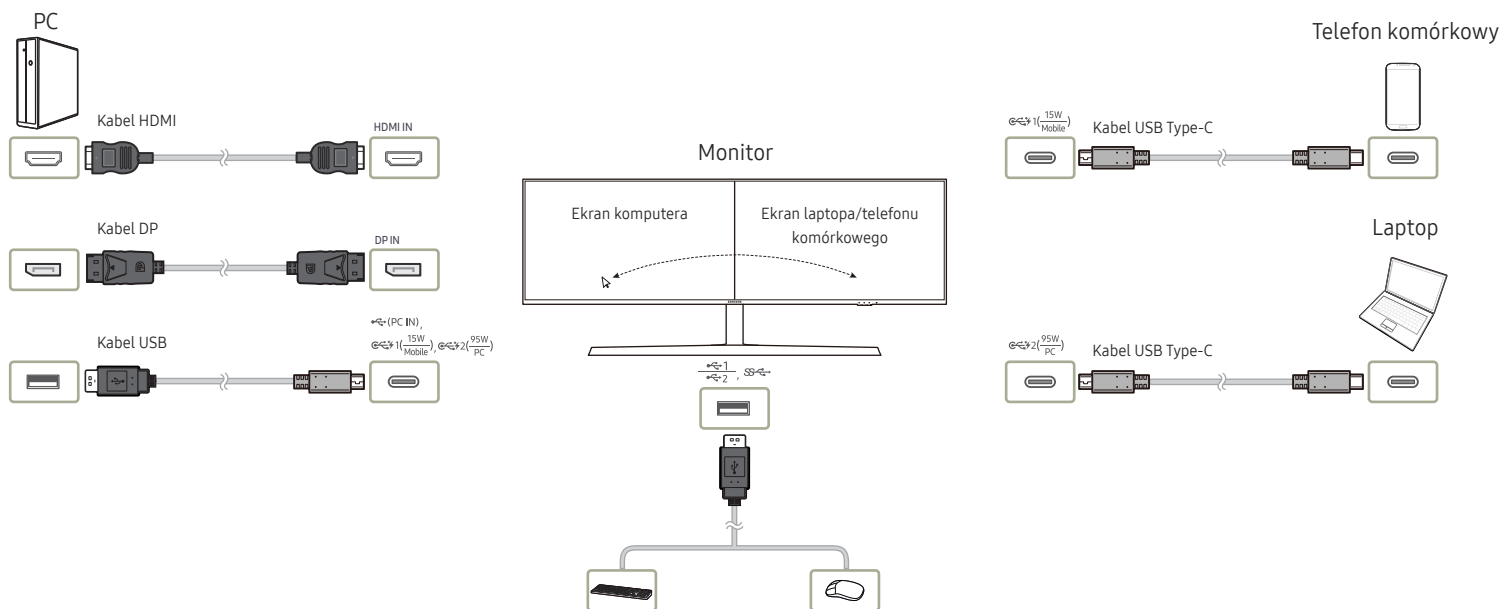 PC
Kabel HDMI
HDMI IN
Kabel DP
DP IN
Kabel USB
(PC IN),
1(15W Mobile), 2(95W PC)
Monitor
Ekran komputera
Ekran laptopa/telefonu
komórkowego
SAMSUNG
1
2 , SS
Telefon komórkowy
1(15W Mobile)
Kabel USB Type-C
Laptop
2(95W PC)
Kabel USB Type-C